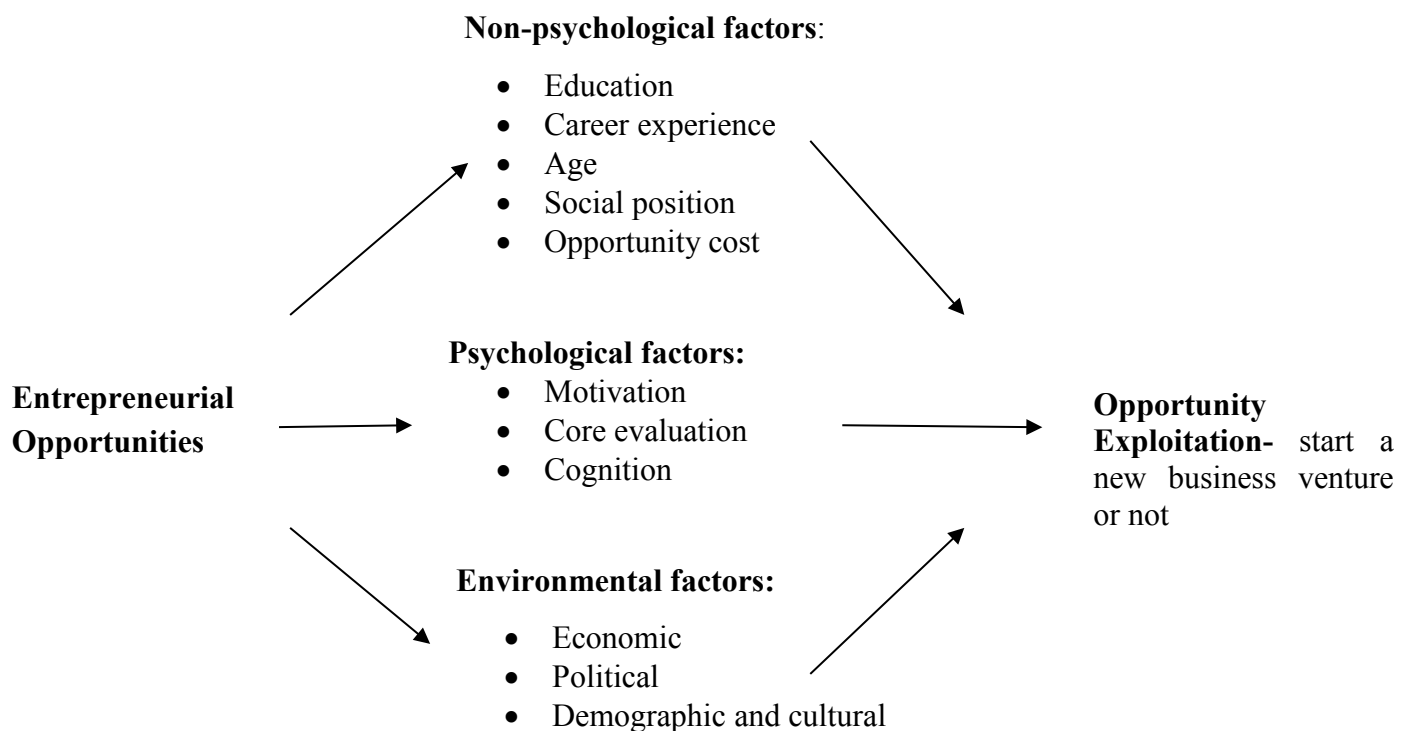 Non-psychological factors:
• Education
• Career experience
• Age
• Social position
• Opportunity cost
Entrepreneurial
Opportunities
Psychological factors:
• Motivation
• Core evaluation
• Cognition
Environmental factors:
• Economic
• Political
• Demographic and cultural
Opportunity
Exploitation- start a
new business venture
or not